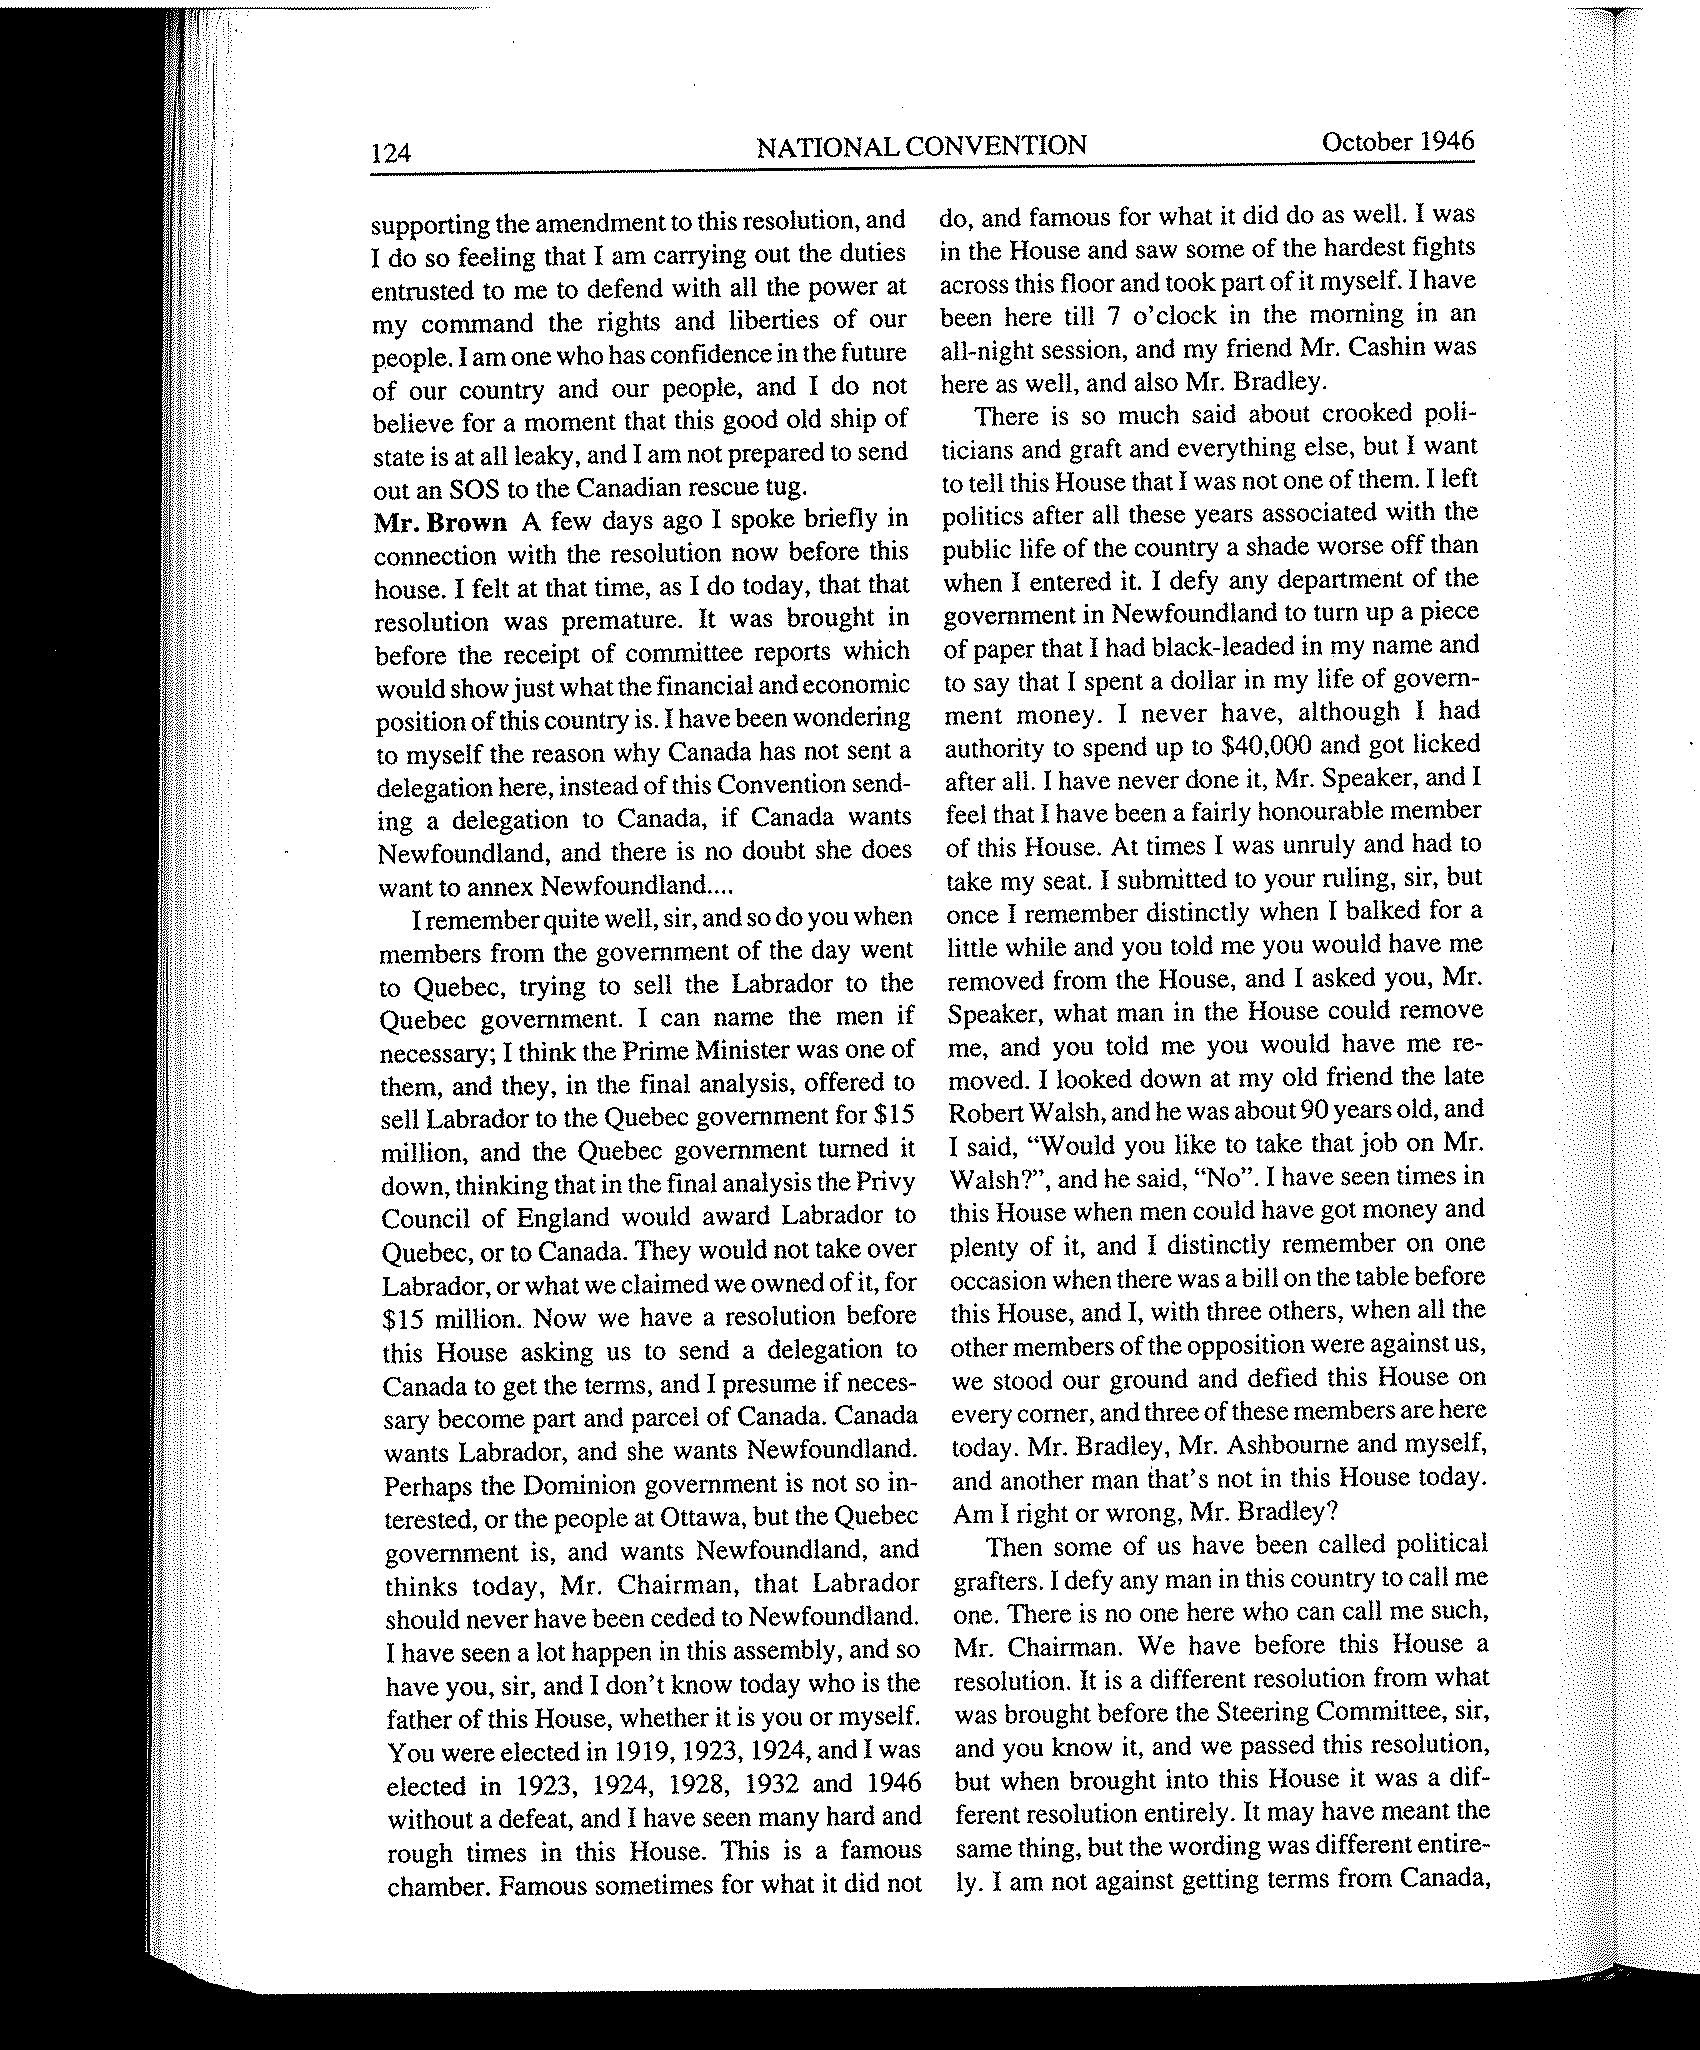 124
NATIONAL CONVENTION
October 1946
supporting the amendment to this resolution, and
I do so feeling that I am carrying out the duties
entrusted to me to defend with all the power at
my command the rights and liberties of our
people. I am one who has confidence in the future
of our country and our people, and I do not
believe for a moment that this good old ship of
state is at all leaky, and I am not prepared to send
out an SOS to the Canadian rescue tug.
Mr. Brown A few days ago I spoke briefly in
connection with the resolution now before this
house. I felt at that time, as I do today, that that
resolution was premature. It was brought in
before the receipt of committee reports which
would show just what the financial and economic
position of this country is. I have been wondering
to myself the reason why Canada has not sent a
delegation here, instead of this Convention send-
ing a delegation to Canada, if Canada wants
Newfoundland, and there is no doubt she does
want to annex Newfoundland....
I remember quite well, sir, and so do you when
members from the government of the day went
to Quebec, trying to sell the Labrador to the
Quebec government. I can name the men if
necessary; I think the Prime Minister was one of
them, and they, in the final analysis, offered to
sell Labrador to the Quebec government for $15
million, and the Quebec government turned it
down, thinking that in the final analysis the Privy
Council of England would award Labrador to
Quebec, or to Canada. They would not take over
Labrador, or what we claimed we owned of it, for
$15 million. Now we have a resolution before
this House asking us to send a delegation to
Canada to get the terms, and I presume if neces-
sary become part and parcel of Canada. Canada
wants Labrador, and she wants Newfoundland.
Perhaps the Dominion government is not so in-
terested, or the people at Ottawa, but the Quebec
government is, and wants Newfoundland, and
thinks today, Mr. Chairman, that Labrador
should never have been ceded to Newfoundland.
I have seen a lot happen in this assembly, and so
have you, sir, and I don't know today who is the
father of this House, whether it is you or myself.
You were elected in 1919, 1923, 1924, and I was
elected in 1923, 1924, 1928, 1932 and 1946
without a defeat, and I have seen many hard and
rough times in this House. This is a famous
chamber. Famous sometimes for what it did not
do, and famous for what it did do as well. I was
in the House and saw some of the hardest fights
across this floor and took part of it myself. I have
been here till 7 o'clock in the morning in an
all-night session, and my friend Mr. Cashin was
here as well, and also Mr. Bradley.
There is so much said about crooked poli-
ticians and graft and everything else, but I want
to tell this House that I was not one of them. I left
politics after all these years associated with the
public life of the country a shade worse off than
when I entered it. I defy any department of the
government in Newfoundland to turn up a piece
of paper that I had black-leaded in my name and
to say that I spent a dollar in my life of govern-
ment money. I never have, although I had
authority to spend up to $40,000 and got licked
after all. I have never done it, Mr. Speaker, and I
feel that I have been a fairly honourable member
of this House. At times I was unruly and had to
take my seat. I submitted to your ruling, sir, but
once I remember distinctly when I balked for a
little while and you told me you would have me
removed from the House, and I asked you, Mr.
Speaker, what man in the House could remove
me, and you told me you would have me re-
moved. I looked down at my old friend the late
Robert Walsh, and he was about 90 years old, and
I said, "Would you like to take that job on Mr.
Walsh?", and he said, "No". I have seen times in
this House when men could have got money and
plenty of it, and I distinctly remember on one
occasion when there was a bill on the table before
this House, and I, with three others, when all the
other members of the opposition were against us,
we stood our ground and defied this House on
every corner, and three of these members are here
today. Mr. Bradley, Mr. Ashbourne and myself,
and another man that's not in this House today.
Am I right or wrong, Mr. Bradley?
Then some of us have been called political
grafters. I defy any man in this country to call me
one. There is no one here who can call me such,
Mr. Chairman. We have before this House a
resolution. It is a different resolution from what
was brought before the Steering Committee, sir,
and you know it, and we passed this resolution,
but when brought into this House it was a dif-
ferent resolution entirely. It may have meant the
same thing, but the wording was different entire-
ly. I am not against getting terms from Canada,